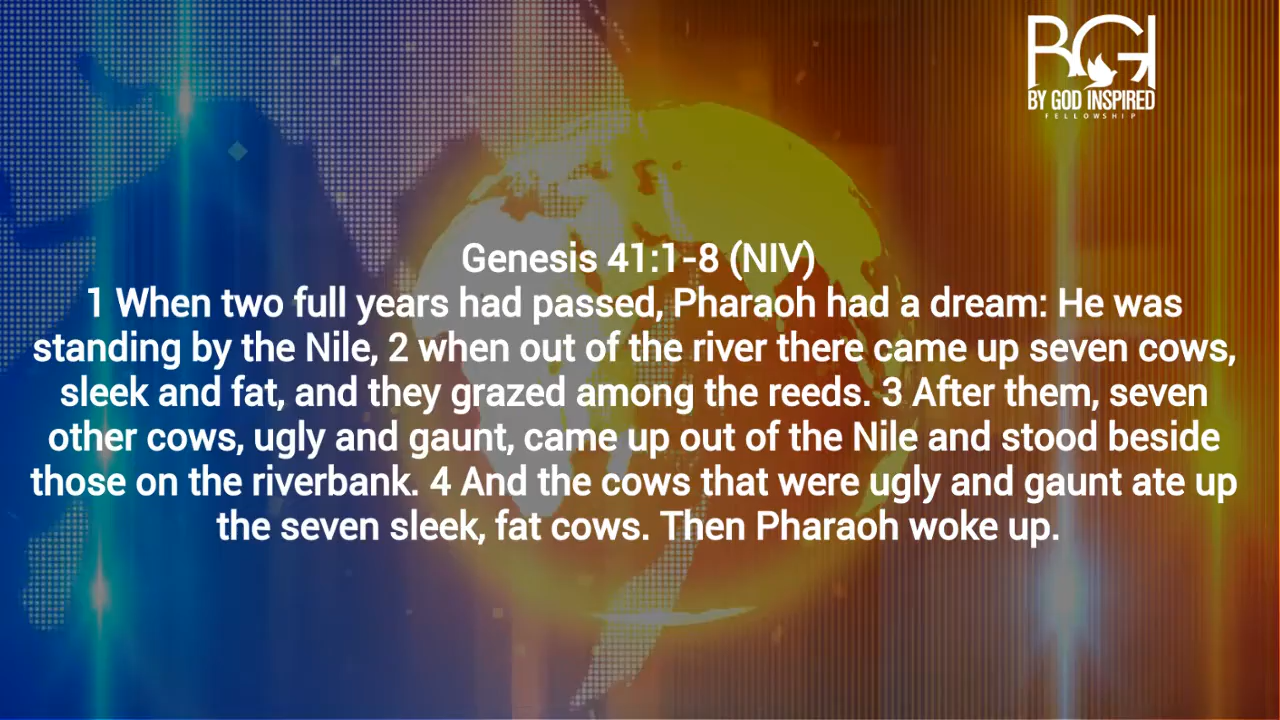 BGI
BY GOD INSPIRED
FELLOWSHIP
Genesis 41:1-8 (NIV)
1 When two full years had passed, Pharaoh had a dream: He was
standing by the Nile, 2 when out of the river there came up seven cows,
sleek and fat, and they grazed among the reeds. 3 After them, seven
other cows, ugly and gaunt, came up out of the Nile and stood beside
those on the riverbank. 4 And the cows that were ugly and gaunt ate up
the seven sleek, fat cows. Then Pharaoh woke up.